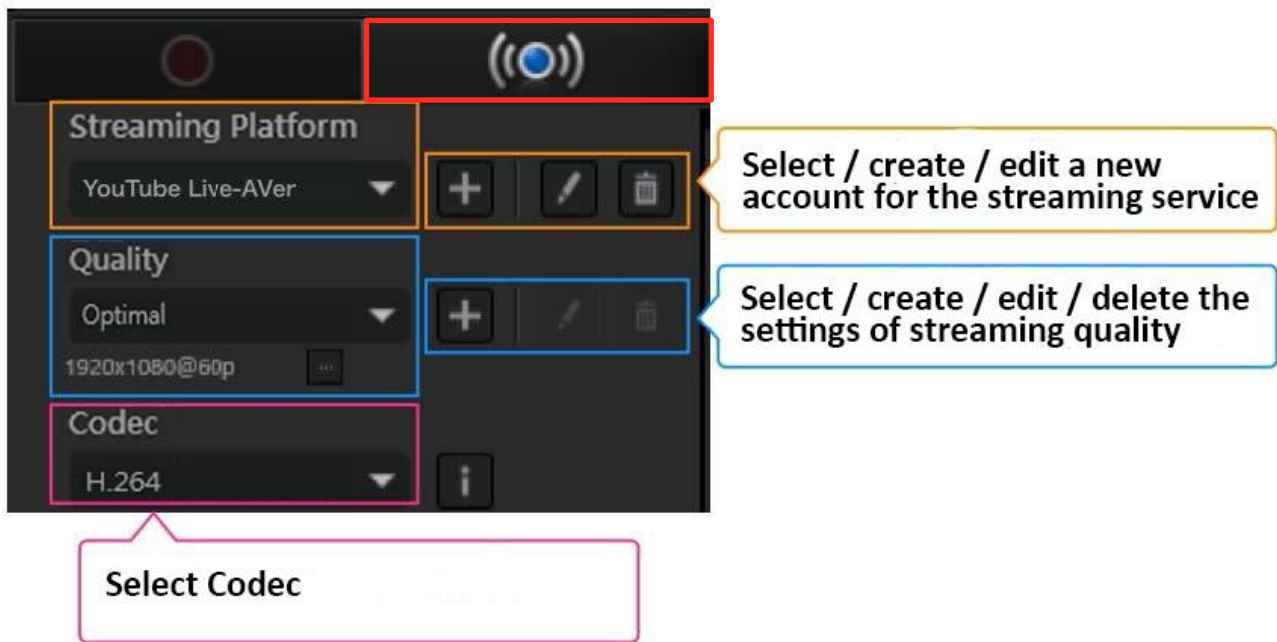 Streaming Platform
YouTube Live-AVer
Select / create / edit a new
account for the streaming service
Quality
Optimal
1920x1080@60p
...
Select / create / edit / delete the
settings of streaming quality
Codec
H.264
i
Select Codec